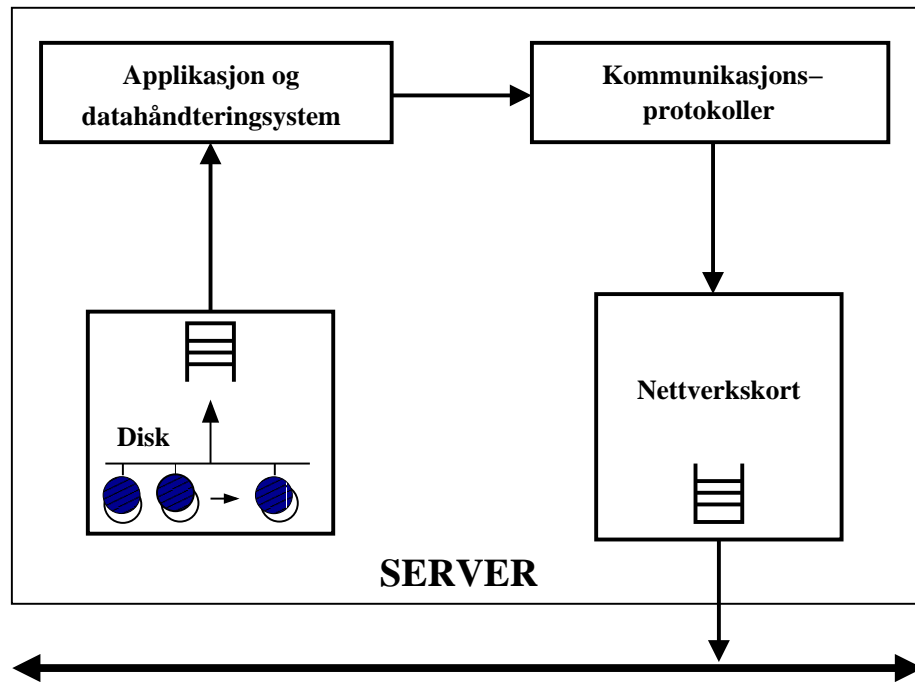 Applikasjon og
datahåndteringsystem
Kommunikasjons–
protokoller
Nettverkskort
Disk
SERVER